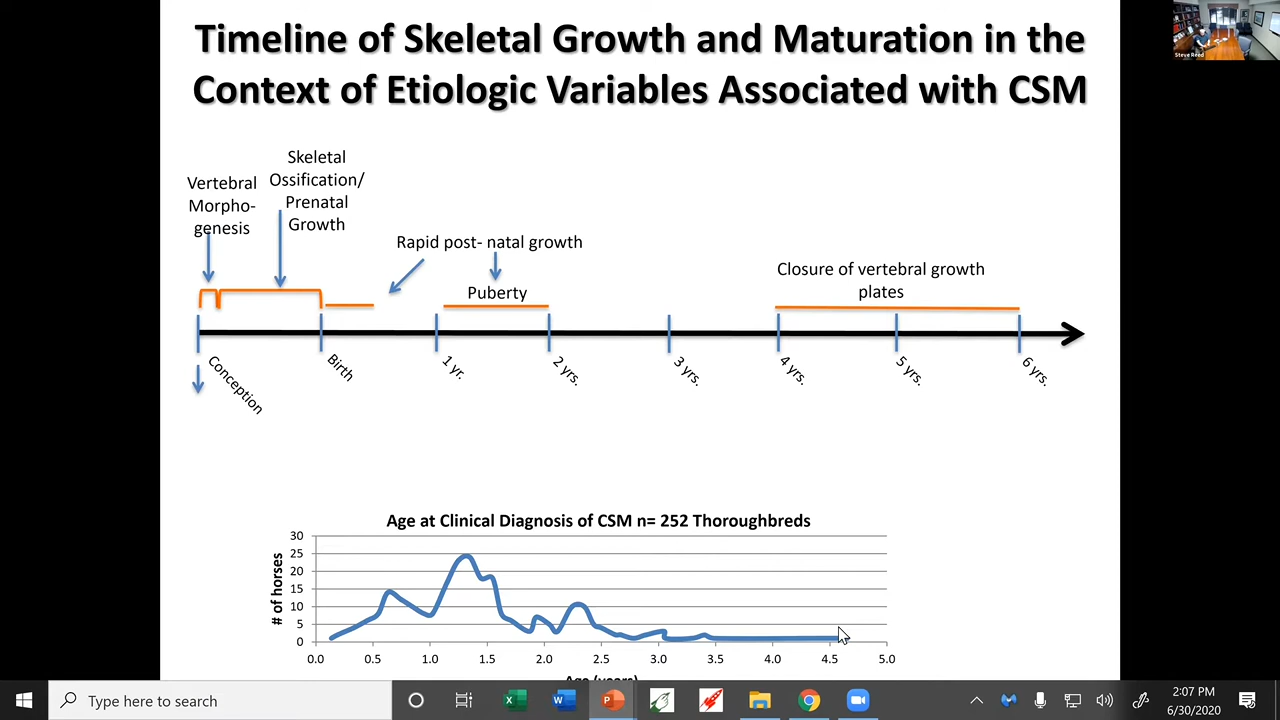 Timeline of Skeletal Growth and Maturation in the
Context of Etiologic Variables Associated with CSM
Steve Reed
Vertebral
Morpho-
genesis
Skeletal
Ossification/
Prenatal
Growth
Rapid post- natal growth
Puberty
Closure of vertebral growth
plates
Conception
Birth
1 yr.
2 yrs.
3 yrs.
4 yrs.
5 yrs.
6 yrs.
Age at Clinical Diagnosis of CSM n= 252 Thoroughbreds
# of horses
30
25
20
15
10
5
0
0.0 0.5 1.0 1.5 2.0 2.5 3.0 3.5 4.0 4.5 5.0
Age (years)
Type here to search
2:07 PM
6/30/2020